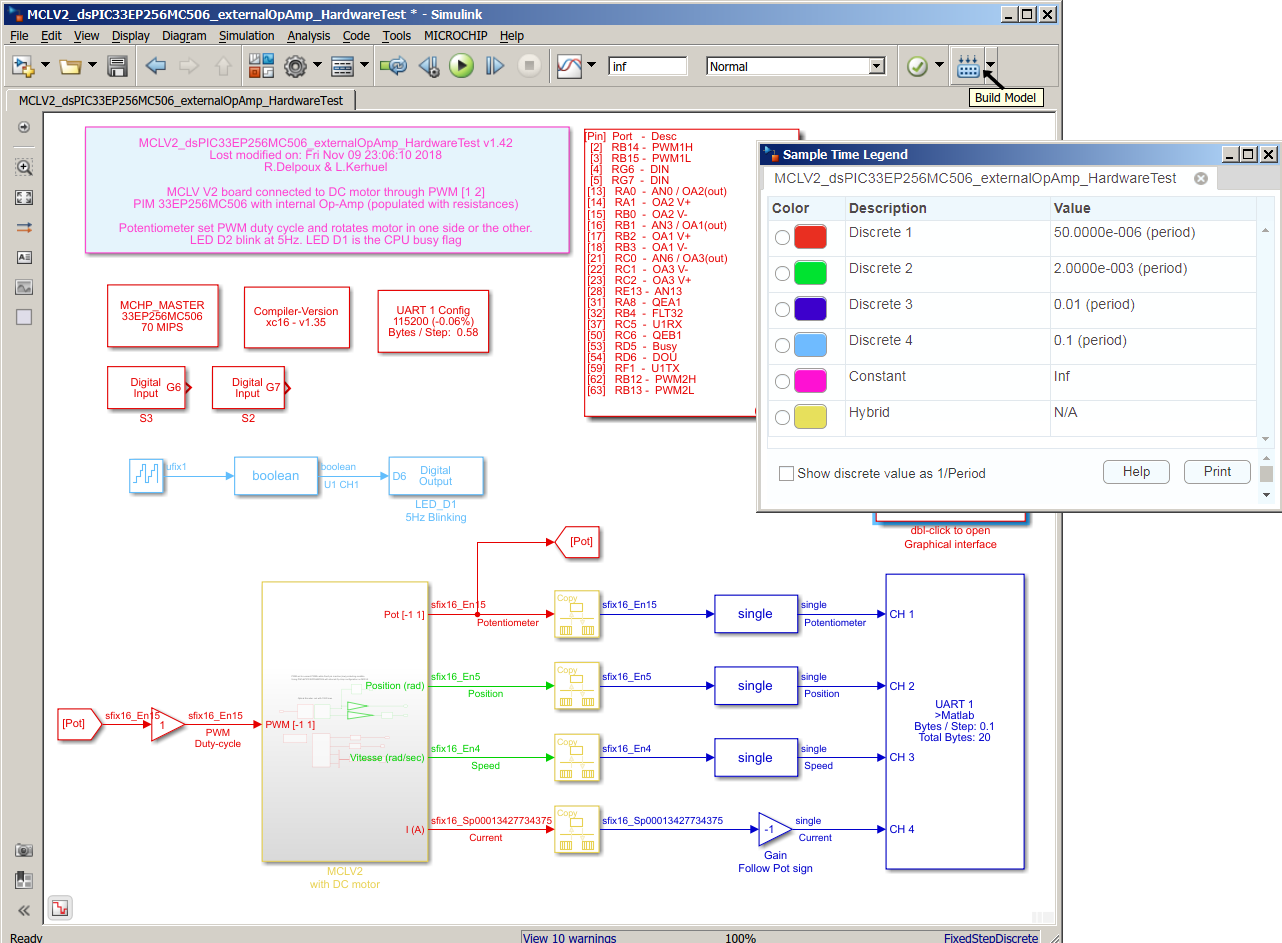 MCLV2_dsPIC33EP256MC506_externalOpAmp_HardwareTest * - Simulink
File Edit View Display Diagram Simulation Analysis Code Tools MICROCHIP Help
inf
Normal
Build Model
MCLV2_dsPIC33EP256MC506_externalOpAmp_HardwareTest
MCLV2_dsPIC33EP256MC506_externalOpAmp_HardwareTest v1.42
Lost modified on: Fri Nov 09 23:06:10 2018
R.Delpoux & L.Kerhuel
MCLV V2 board connected to DC motor through PWM [1 2]
PIM 33EP256MC506 with internal Op-Amp (populated with resistances)
Potentiometer set PWM duty cycle and rotates motor in one side or the other.
LED D2 blink at 5Hz. LED D1 is the CPU busy flag
[Pin] Port - Desc
[2] RB14 - PWM1H
[3] RB15 - PWM1L
[4] RG6 - DIN
[5] RG7 - DIN
[13] RA0 - AN0 / OA2(out)
[14] RA1 - OA2 V+
[15] RB0 - OA2 V-
[16] RB1 - AN3 / OA1(out)
[17] RB2 - OA1 V+
[18] RB3 - OA1 V-
[21] RC0 - AN6 / OA3(out)
[22] RC1 - OA3 V-
[23] RC2 - OA3 V+
[28] RE13 - AN13
[31] RA8 - QEA1
[32] RB4 - FLT32
[37] RC5 - U1RX
[50] RC6 - QEB1
[53] RD5 - Busy
[54] RD6 - DOU
[59] RF1 - U1TX
[62] RB12 - PWM2H
[63] RB13 - PWM2L
Sample Time Legend
MCLV2_dsPIC33EP256MC506_externalOpAmp_HardwareTest
Color Description Value
Discrete 1 50.0000e-006 (period)
Discrete 2 2.0000e-003 (period)
Discrete 3 0.01 (period)
Discrete 4 0.1 (period)
Constant Inf
Hybrid N/A
Show discrete value as 1/Period
Help
Print
MCHP_MASTER
33EP256MC506
70 MIPS
Compiler-Version
xc16 - v1.35
UART 1 Config
115200 (-0.06%)
Bytes / Step: 0.58
Digital
Input
G6
S3
Digital
Input
G7
S2
ufix1
boolean
boolean
U1 CH1
D6
Digital
Output
LED_D1
5Hz Blinking
dbl-click to open
Graphical interface
[Pot]
[Pot]
sfix16_En15
1
sfix16_En15
PWM
Duty-cycle
PWM [-1 1]
Pot [-1 1]
Position (rad)
Vitesse (rad/sec)
I (A)
MCLV2
with DC motor
sfix16_En15
Potentiometer
Copy
sfix16_En15
single
single
Potentiometer
CH 1
sfix16_En5
Position
Copy
sfix16_En5
single
single
Position
CH 2
sfix16_En4
Speed
Copy
sfix16_En4
single
single
Speed
CH 3
sfix16_Sp00013427734375
Current
Copy
sfix16_Sp00013427734375
-1
Gain
Follow Pot sign
single
Current
CH 4
UART 1
>Matlab
Bytes / Step: 0.1
Total Bytes: 20
Ready
View 10 warnings
100%
FixedStepDiscrete